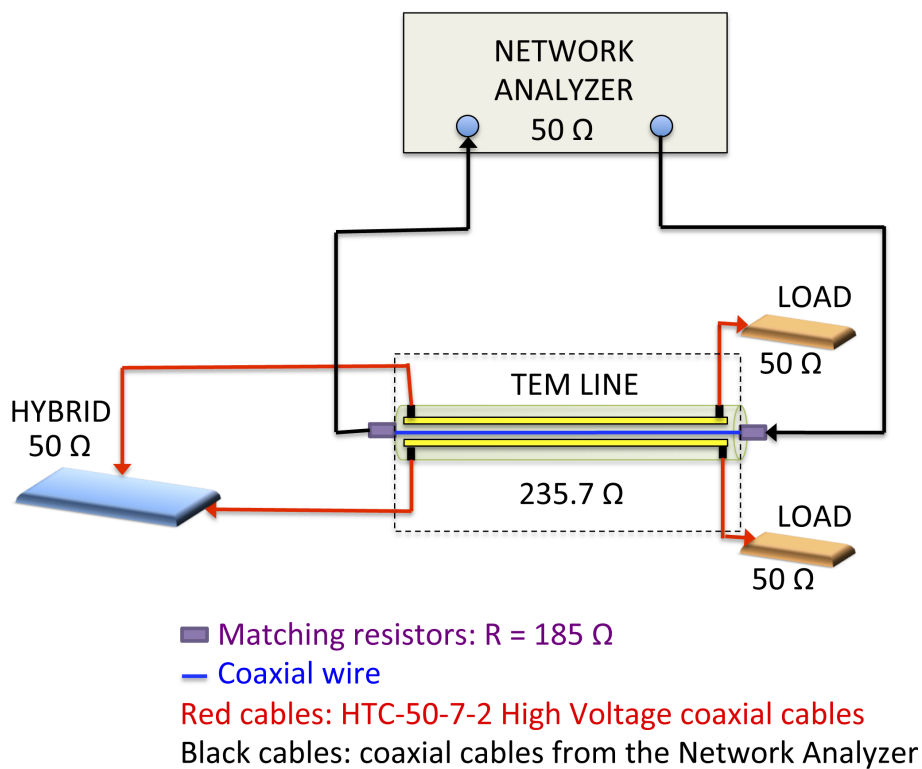 NETWORK
ANALYZER
50 Ω
LOAD
50 Ω
TEM LINE
HYBRID
50 Ω
235.7 Ω
LOAD
50 Ω
Matching resistors: R = 185 Ω
Coaxial wire
Red cables: HTC-50-7-2 High Voltage coaxial cables
Black cables: coaxial cables from the Network Analyzer